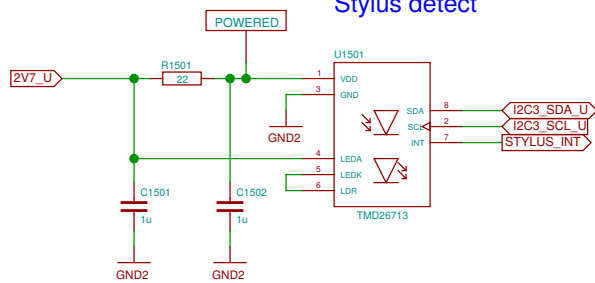 Stylus detect
POWERED
2V7_U
R1501
22
U1501
1 VDD
3 GND
GND2
SDA 8 I2C3_SDA_U
SCL 2 I2C3_SCL_U
INT 7 STYLUS_INT
4 LEDA
5 LEDK
6 LDR
TMD26713
C1501
1u
GND2
C1502
1u
GND2